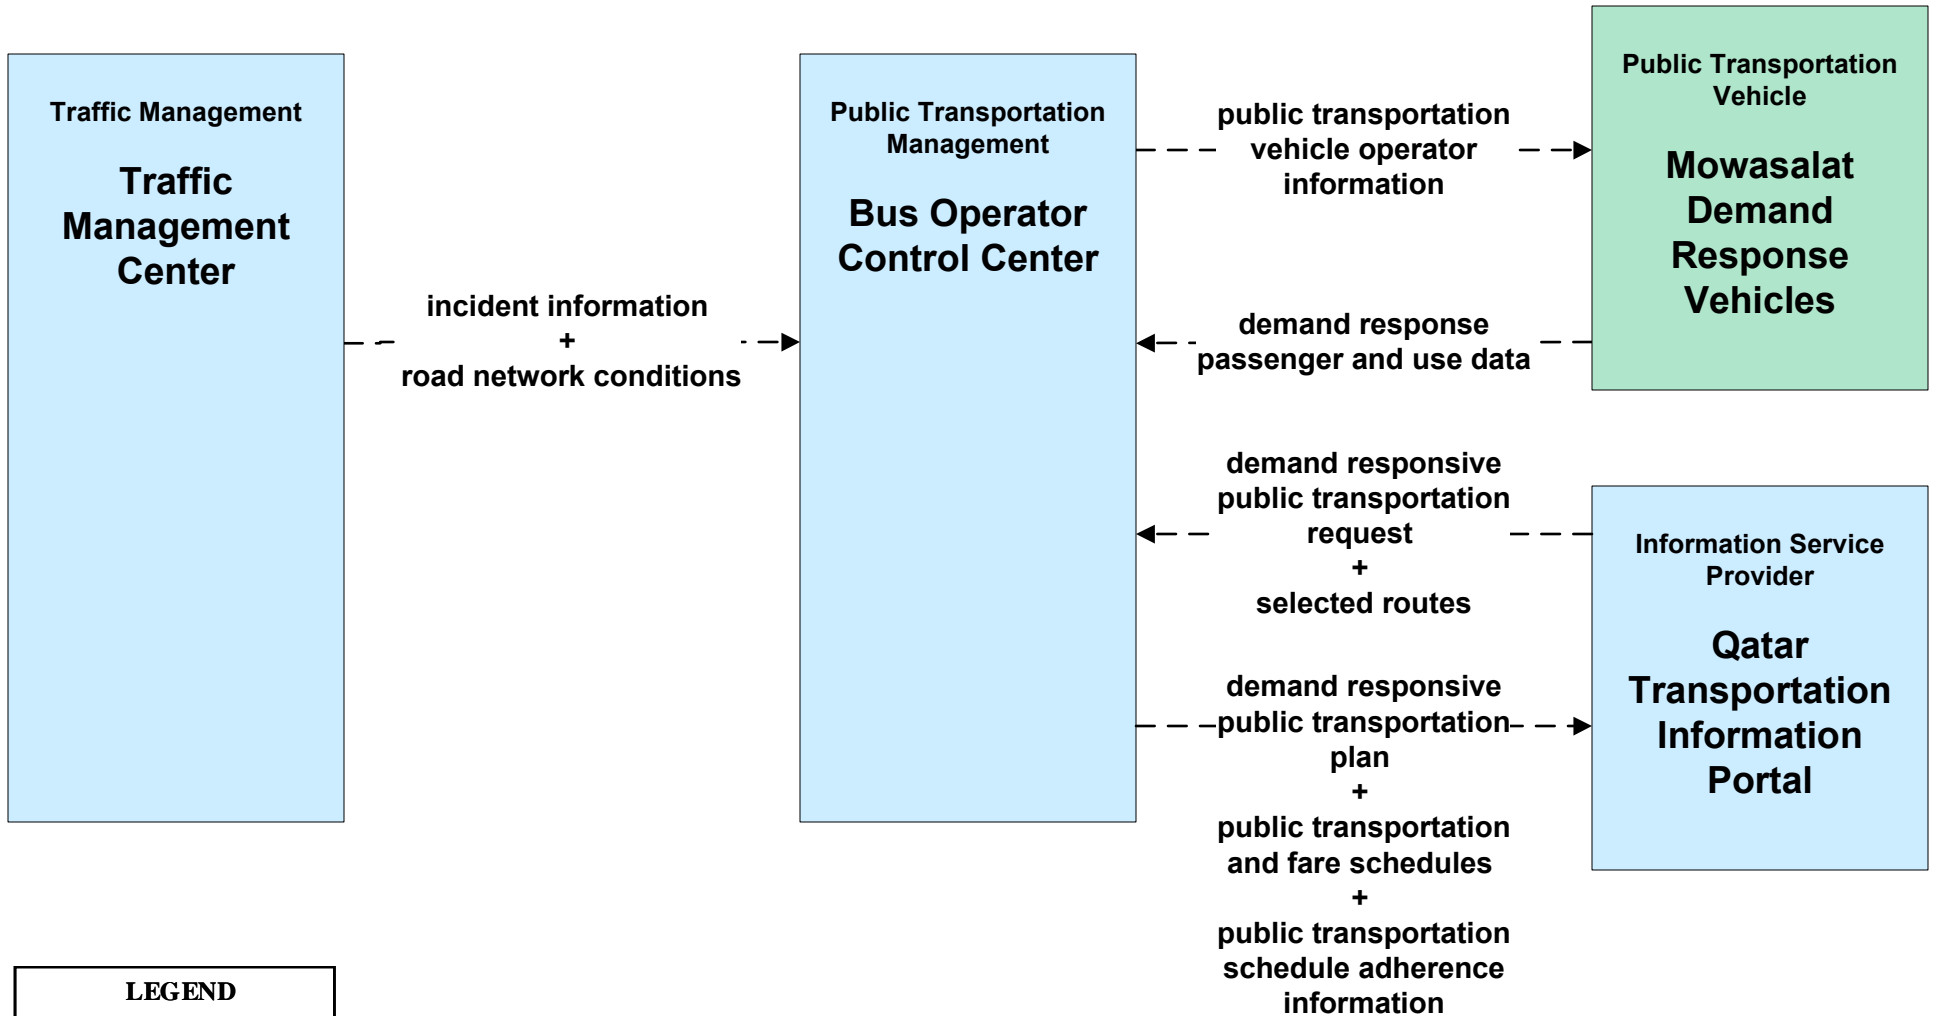 Traffic Management
Traffic
Management
Center
incident information
+
road network conditions
Public Transportation
Management
Bus Operator
Control Center
public transportation
vehicle operator
information
demand response
passenger and use data
demand responsive
public transportation
request
+
selected routes
demand responsive
public transportation
plan
+
public transportation
and fare schedules
+
public transportation
schedule adherence
information
Public Transportation
Vehicle
Mowasalat
Demand
Response
Vehicles
Information Service
Provider
Qatar
Transportation
Information
Portal
LEGEND